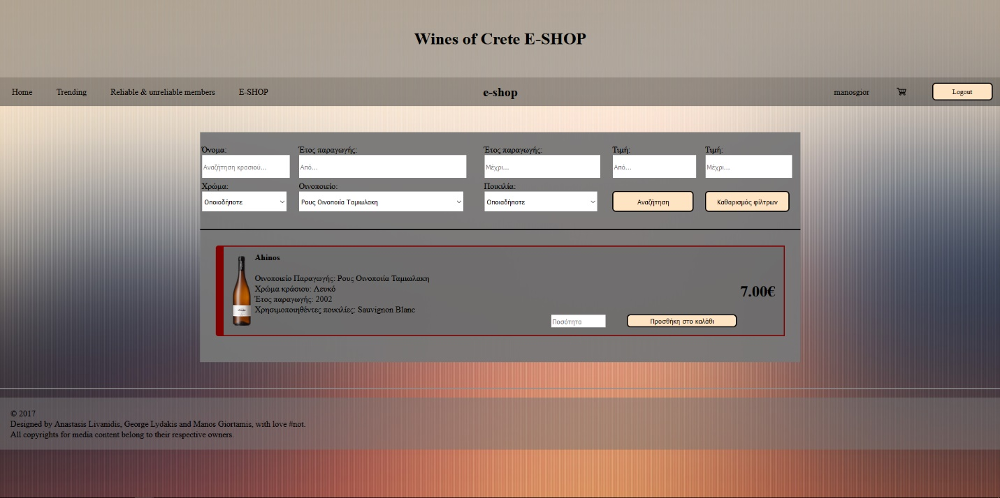 Wines of Crete E-SHOP
Home Trending Reliable & unreliable members E-SHOP e-shop manosgior Logout
Όνομα: Έτος παραγωγής: Έτος παραγωγής: Τιμή: Τιμή:
Αναζήτηση κρασιού... Από... Μέχρι... Από... Μέχρι...
Χρώμα: Οινοποιείο: Ποικιλία:
Οποιοδήποτε Ρους Οινοποιία Ταμιωλακη Οποιαδήποτε Αναζήτηση Καθαρισμός φίλτρων
Ahinos
Οινοποιείο Παραγωγής: Ρους Οινοποιία Ταμιωλακη
Χρώμα κράσιου: Λευκό
7.00€
Έτος παραγωγής: 2002
Χρησιμοποιηθέντες ποικιλίες: Sauvignon Blanc
Ποσότητα Προσθήκη στο καλάθι
© 2017
Designed by Anastasis Livanidis, George Lydakis and Manos Giortamis, with love #not.
All copyrights for media content belong to their respective owners.